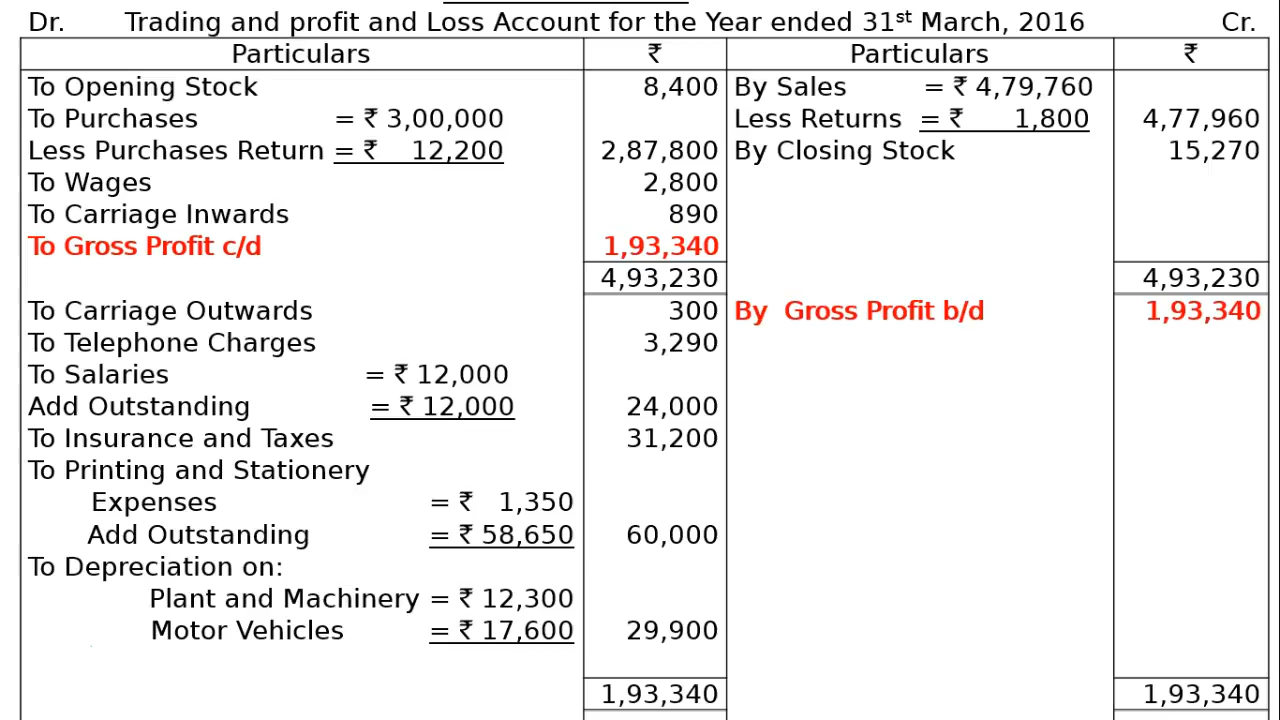 Dr. Trading and profit and Loss Account for the Year ended 31st March, 2016 Cr.
Particulars ₹ Particulars ₹
To Opening Stock 8,400 By Sales = ₹ 4,79,760
To Purchases = ₹ 3,00,000 Less Returns = ₹ 1,800 4,77,960
Less Purchases Return = ₹ 12,200 2,87,800 By Closing Stock 15,270
To Wages 2,800
To Carriage Inwards 890
To Gross Profit c/d 1,93,340
4,93,230 4,93,230
To Carriage Outwards 300 By Gross Profit b/d 1,93,340
To Telephone Charges 3,290
To Salaries = ₹ 12,000
Add Outstanding = ₹ 12,000 24,000
To Insurance and Taxes 31,200
To Printing and Stationery
Expenses = ₹ 1,350
Add Outstanding = ₹ 58,650 60,000
To Depreciation on:
Plant and Machinery = ₹ 12,300
Motor Vehicles = ₹ 17,600 29,900
1,93,340 1,93,340